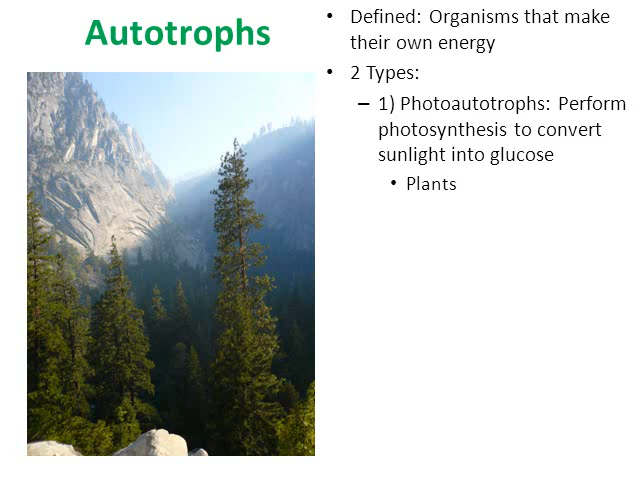 Autotrophs
• Defined: Organisms that make
their own energy
• 2 Types:
– 1) Photoautotrophs: Perform
photosynthesis to convert
sunlight into glucose
• Plants